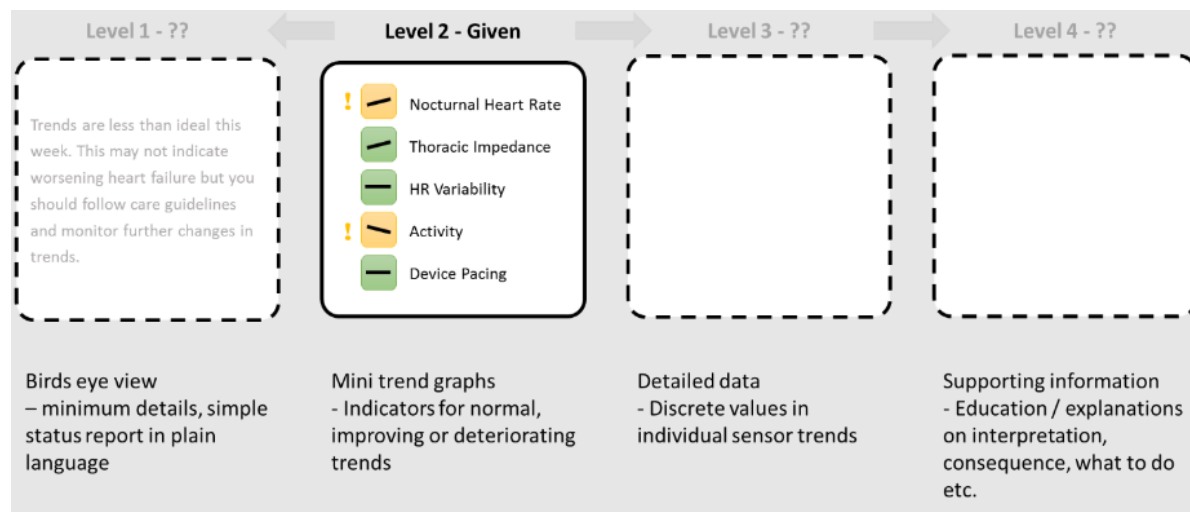 Level 1 - ??
Level 2 - Given
Level 3 - ??
Level 4 - ??
Trends are less than ideal this
week. This may not indicate
worsening heart failure but you
should follow care guidelines
and monitor further changes in
trends.
! Nocturnal Heart Rate
Thoracic Impedance
HR Variability
! Activity
Device Pacing
Birds eye view
– minimum details, simple
status report in plain
language
Mini trend graphs
- Indicators for normal,
improving or deteriorating
trends
Detailed data
- Discrete values in
individual sensor trends
Supporting information
- Education / explanations
on interpretation,
consequence, what to do
etc.